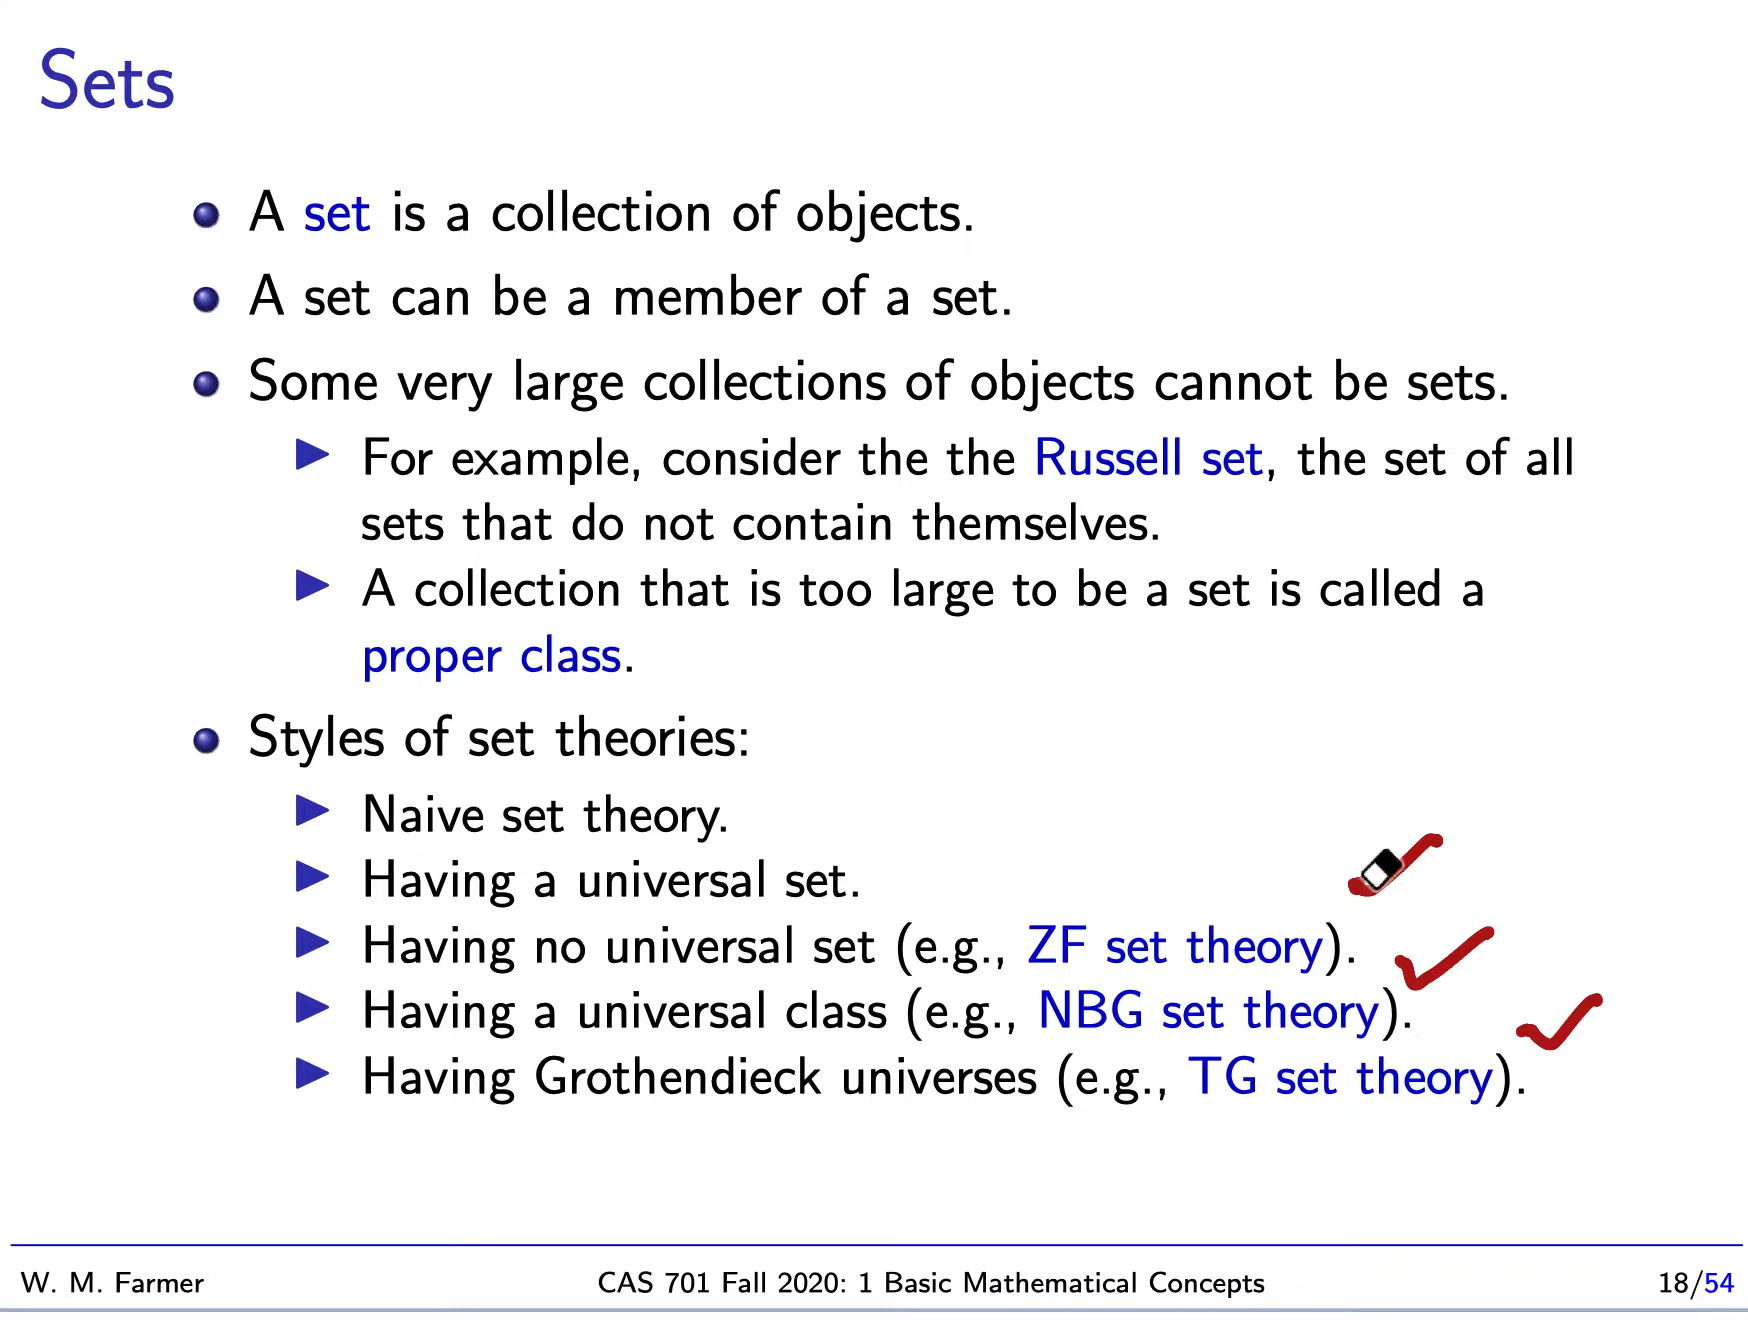 Sets
A set is a collection of objects.
A set can be a member of a set.
Some very large collections of objects cannot be sets.
For example, consider the the Russell set, the set of all
sets that do not contain themselves.
A collection that is too large to be a set is called a
proper class.
Styles of set theories:
Naive set theory.
Having a universal set.
Having no universal set (e.g., ZF set theory).
Having a universal class (e.g., NBG set theory).
Having Grothendieck universes (e.g., TG set theory).
W. M. Farmer CAS 701 Fall 2020: 1 Basic Mathematical Concepts 18/54